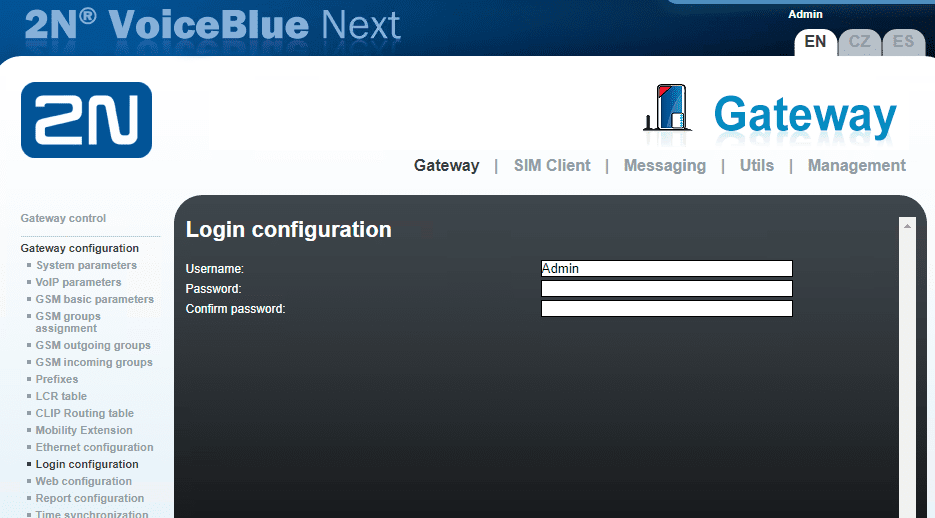 2N® VoiceBlue Next
Admin
EN CZ ES
2N
Gateway
Gateway | SIM Client | Messaging | Utils | Management
Gateway control
Gateway configuration
System parameters
VoIP parameters
GSM basic parameters
GSM groups
assignment
GSM outgoing groups
GSM incoming groups
Prefixes
LCR table
CLIP Routing table
Mobility Extension
Ethernet configuration
Login configuration
Web configuration
Report configuration
Time synchronization
Login configuration
Username: Admin
Password:
Confirm password: